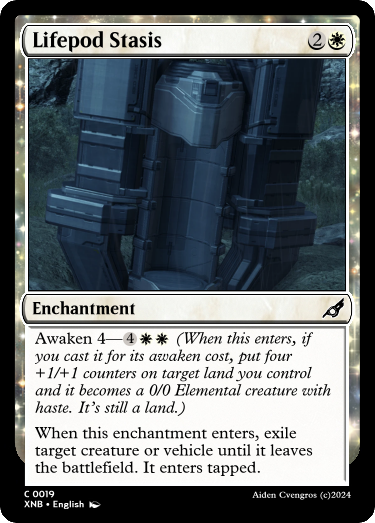 Lifepod Stasis 2
Enchantment
Awaken 4—4 (When this enters, if
you cast it for its awaken cost, put four
+1/+1 counters on target land you control
and it becomes a 0/0 Elemental creature with
haste. It's still a land.)
When this enchantment enters, exile
target creature or vehicle until it leaves
the battlefield. It enters tapped.
C 0019
XNB • English
Aiden Cvengros (c)2024